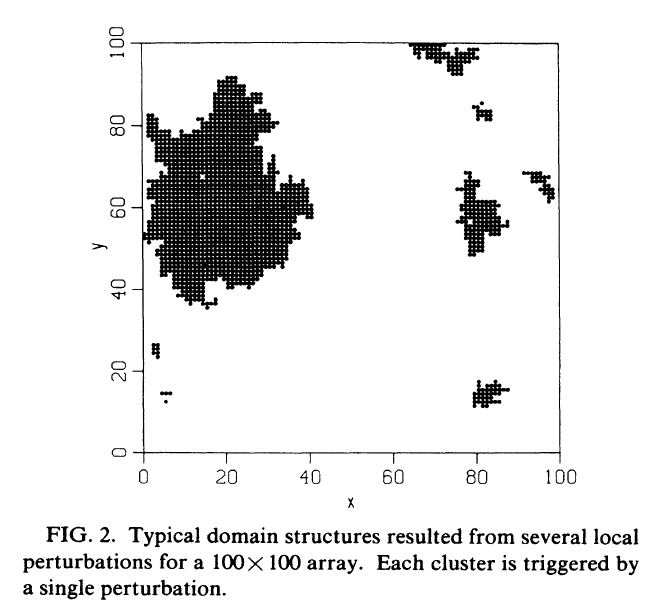 100
80
60
y
40
20
0
0 20 40 60 80 100
x
FIG. 2. Typical domain structures resulted from several local
perturbations for a 100×100 array. Each cluster is triggered by
a single perturbation.